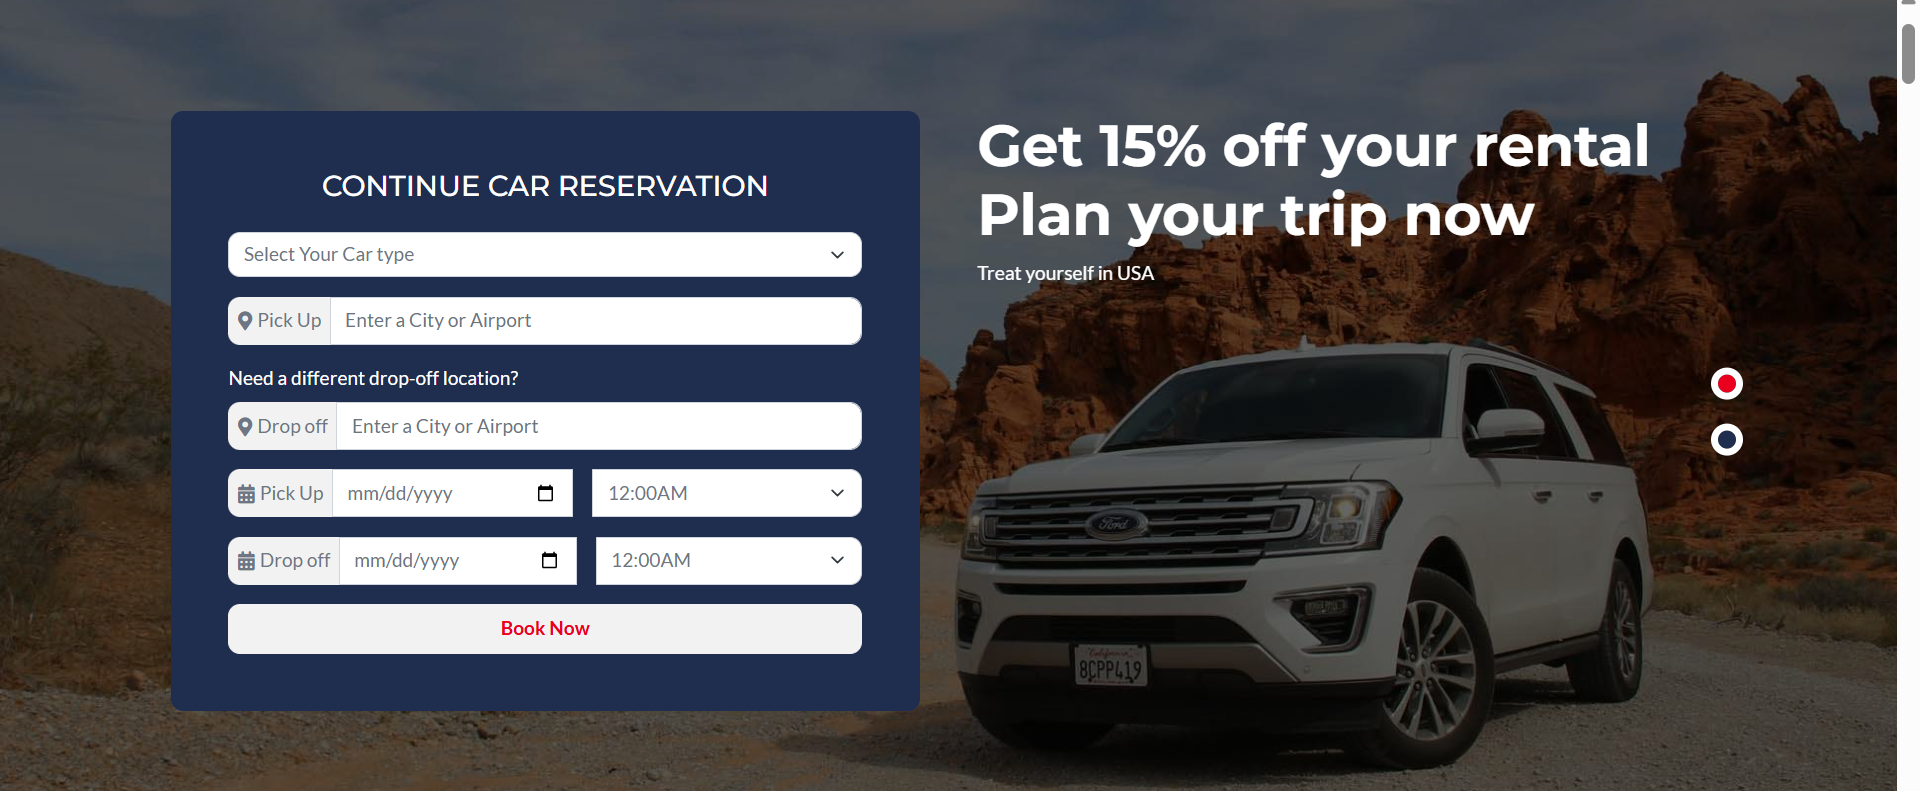 CONTINUE CAR RESERVATION
Select Your Car type
Pick Up Enter a City or Airport
Need a different drop-off location?
Drop off Enter a City or Airport
Pick Up mm/dd/yyyy 12:00AM
Drop off mm/dd/yyyy 12:00AM
Book Now
Get 15% off your rental
Plan your trip now
Treat yourself in USA
Ford
California
8CPP419